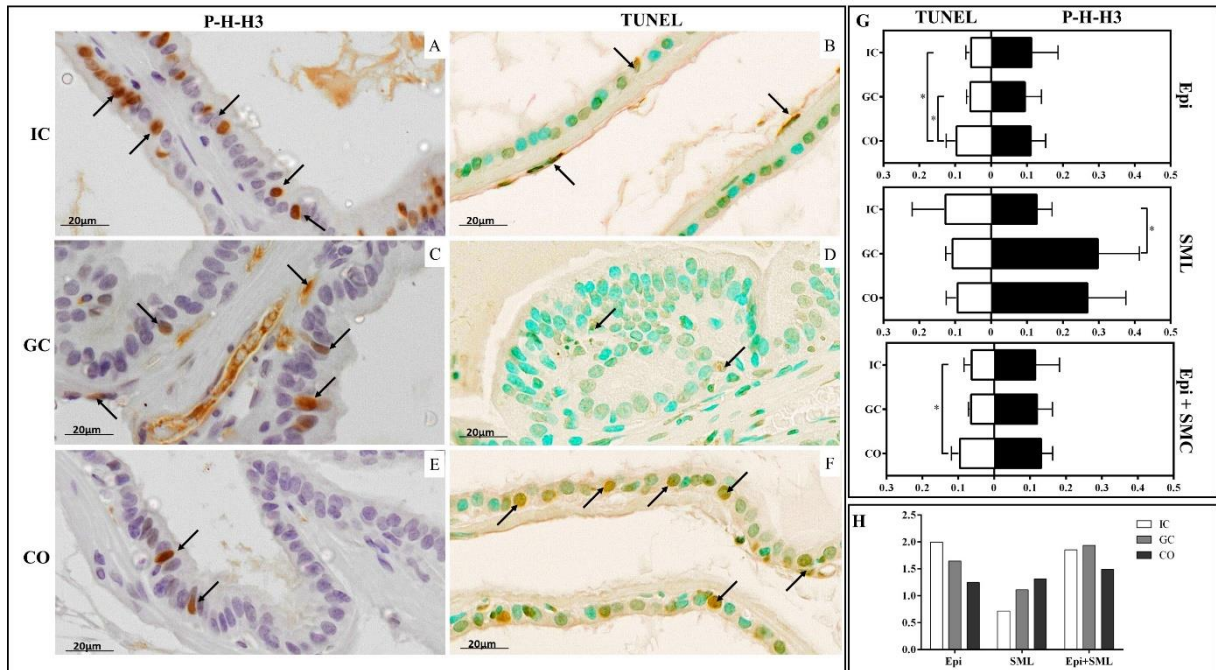 P-H-H3 TUNEL
IC
A
20μm
B
20μm
GC
C
20μm
D
20μm
CO
E
20μm
F
20μm
G TUNEL P-H-H3
IC
GC
CO
*
*
Epi
0.3 0.2 0.1 0 0.1 0.2 0.3 0.4 0.5
IC
GC
CO
*
SML
0.3 0.2 0.1 0 0.1 0.2 0.3 0.4 0.5
IC
GC
CO
*
Epi + SMC
0.3 0.2 0.1 0 0.1 0.2 0.3 0.4 0.5
H
2.5
2.0
1.5
1.0
0.5
0.0
IC
GC
CO
Epi SML Epi+SML